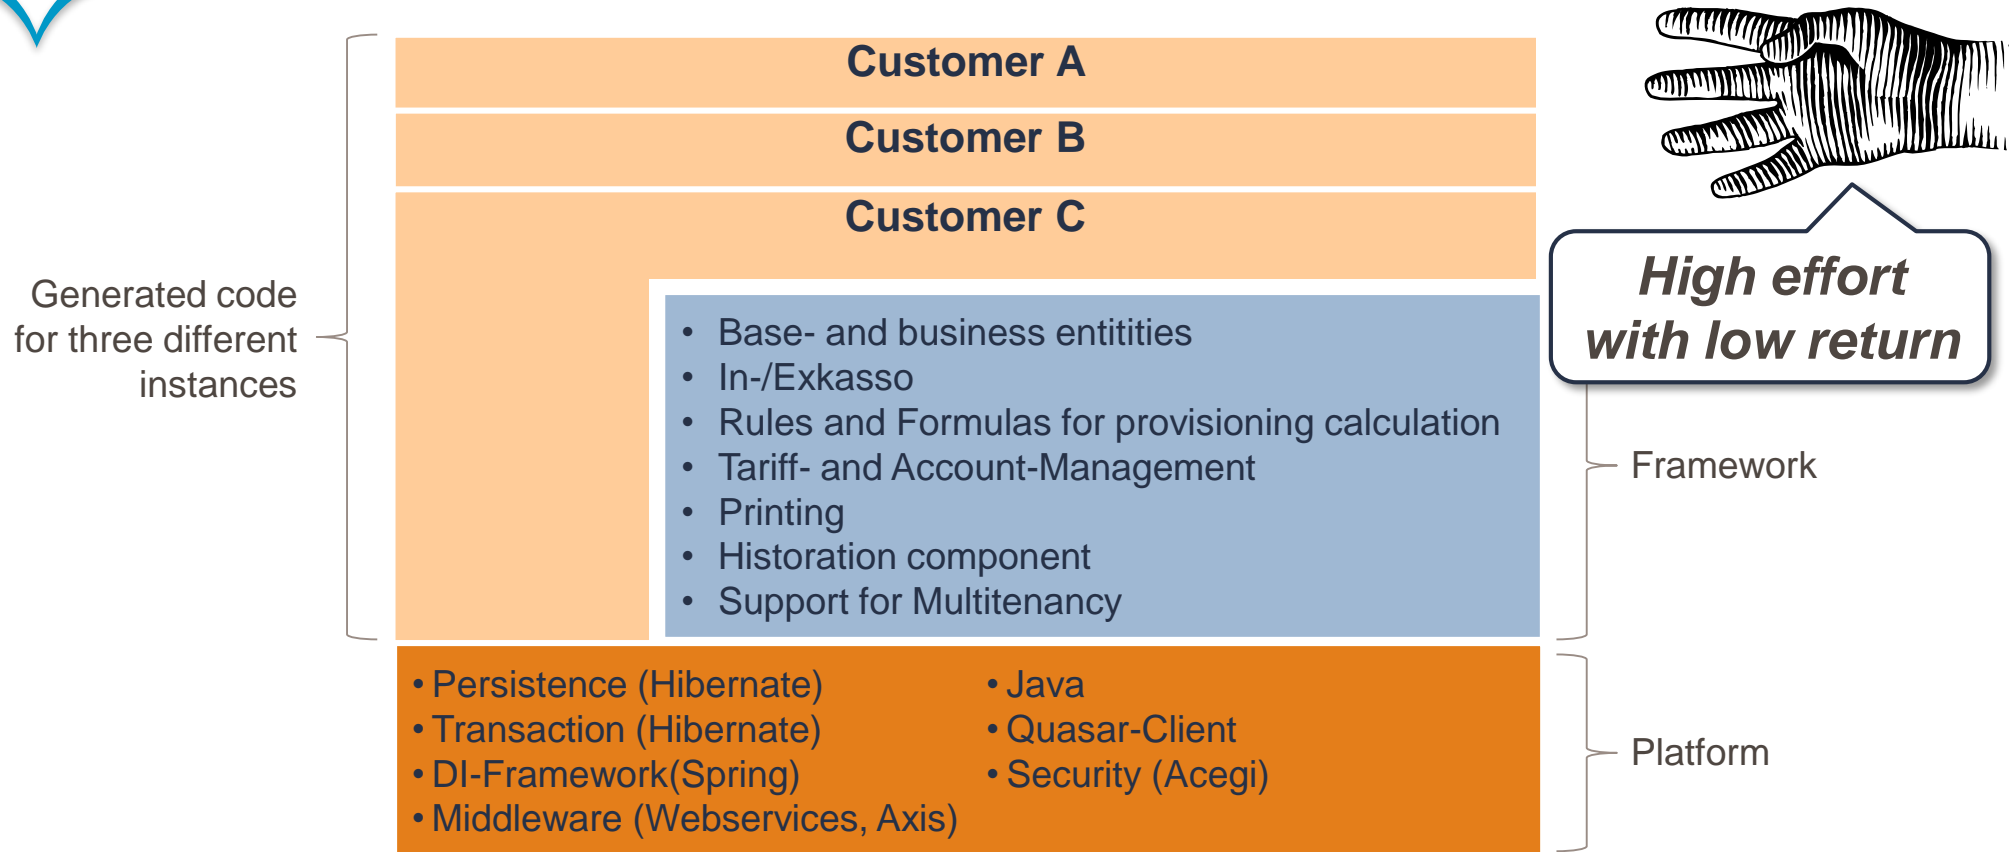 Customer A
Customer B
Customer C
Generated code
for three different
instances
High effort
with low return
• Base- and business entitities
• In-/Exkasso
• Rules and Formulas for provisioning calculation
• Tariff- and Account-Management
• Printing
• Historation component
• Support for Multitenancy
Framework
• Persistence (Hibernate)
• Transaction (Hibernate)
• DI-Framework(Spring)
• Middleware (Webservices, Axis)
• Java
• Quasar-Client
• Security (Acegi)
Platform